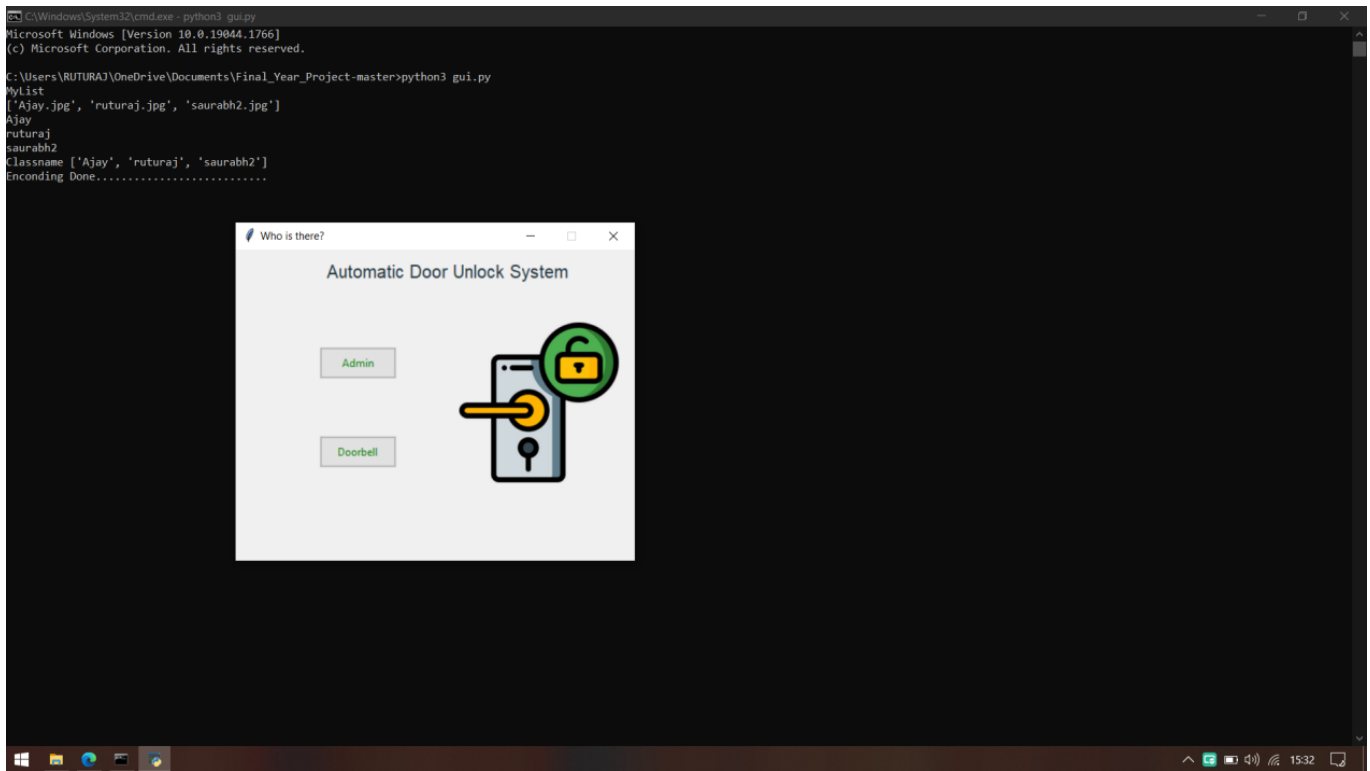 C:\Windows\System32\cmd.exe - python3  gui.py
Microsoft Windows [Version 10.0.19044.1766]
(c) Microsoft Corporation. All rights reserved.
C:\Users\RUTURAJ\OneDrive\Documents\Final_Year_Project-master>python3 gui.py
MyList
['Ajay.jpg', 'ruturaj.jpg', 'saurabh2.jpg']
Ajay
ruturaj
saurabh2
Classname ['Ajay', 'ruturaj', 'saurabh2']
Enconding Done...........................
Who is there?
Automatic Door Unlock System
Admin
Doorbell
15:32